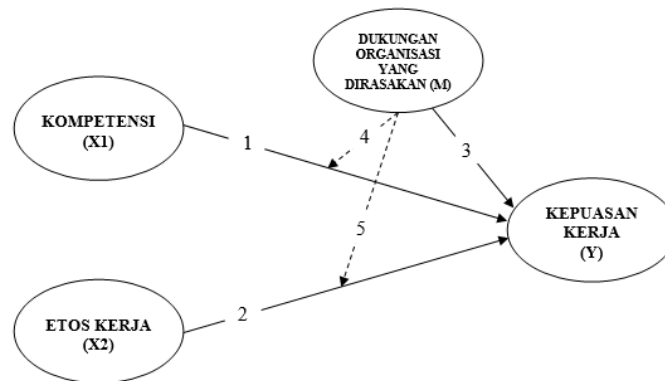 DUKUNGAN
ORGANISASI
YANG
DIRASAKAN (M)
KOMPETENSI
(X1)
1
4
3
KEPUASAN
KERJA
(Y)
5
ETOS KERJA
(X2)
2